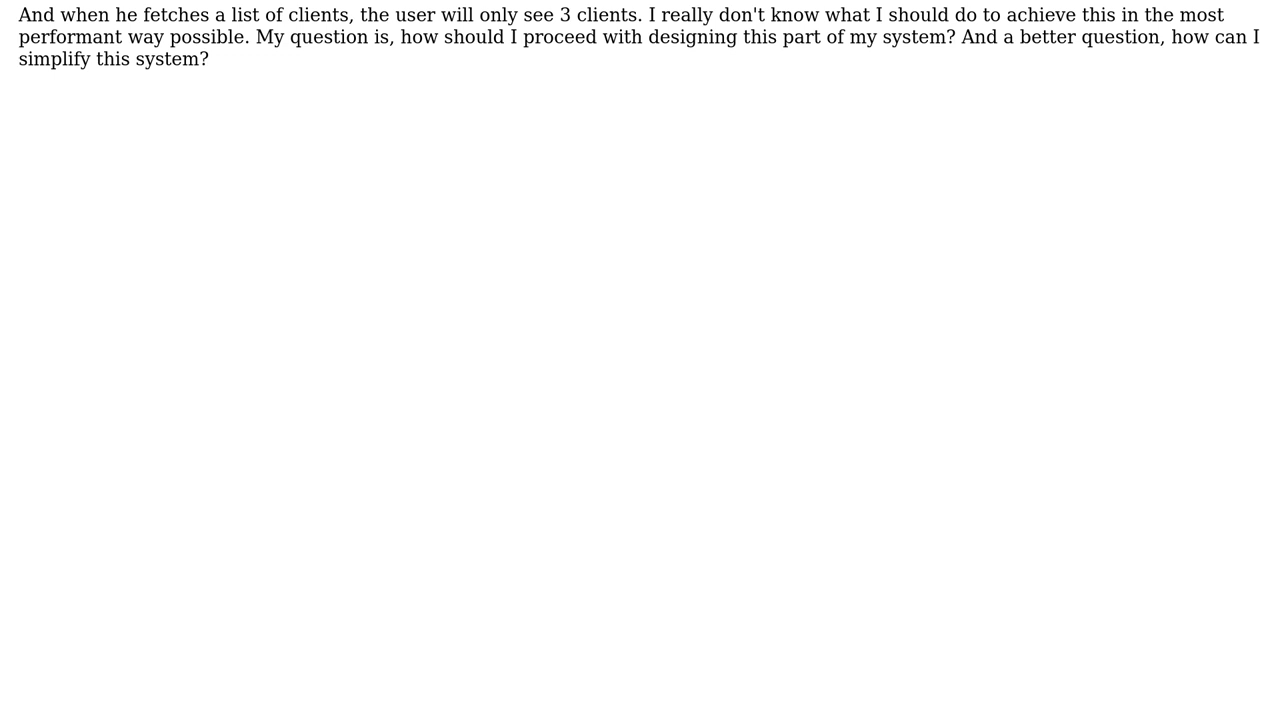 And when he fetches a list of clients, the user will only see 3 clients. I really don't know what I should do to achieve this in the most
performant way possible. My question is, how should I proceed with designing this part of my system? And a better question, how can I
simplify this system?